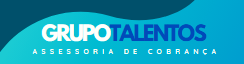 GRUPOTALENTOS
ASSESSORIA DE COBRANÇA